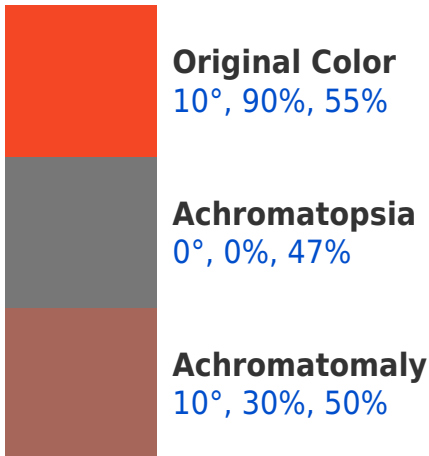 Original Color
10°, 90%, 55%
Achromatopsia
0°, 0%, 47%
Achromatomaly
10°, 30%, 50%